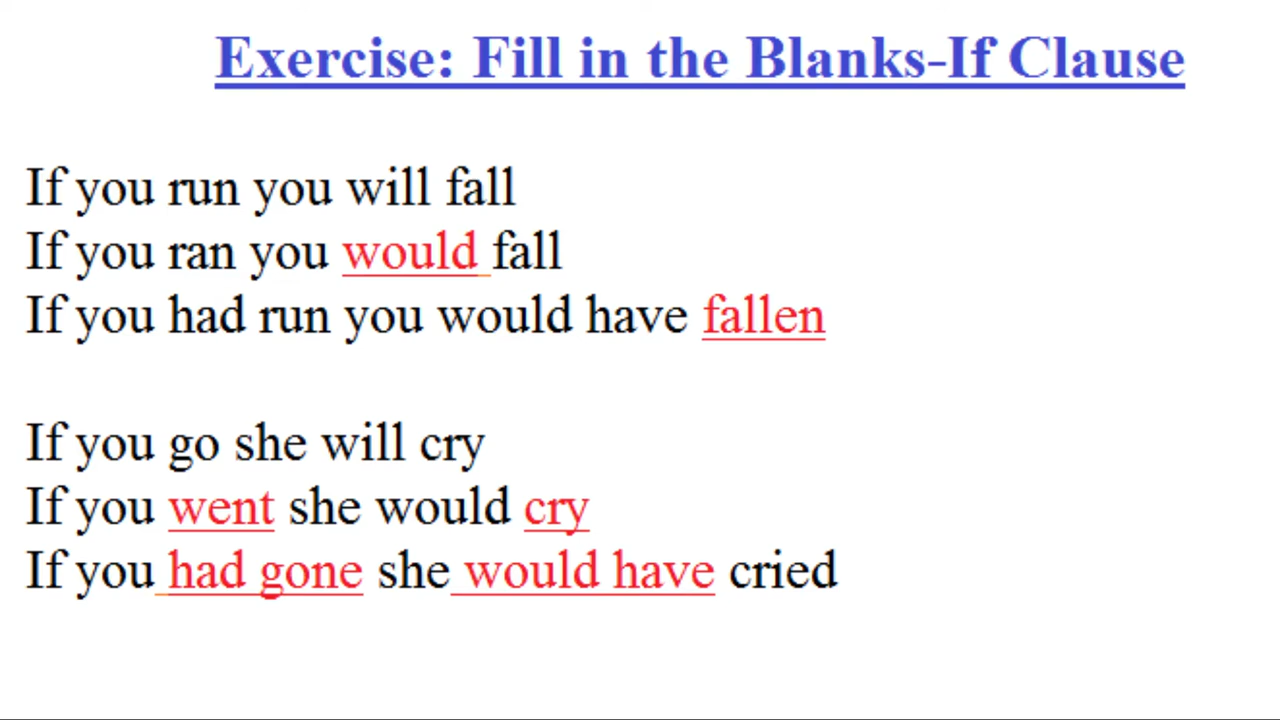 Exercise: Fill in the Blanks-If Clause
If you run you will fall
If you ran you would fall
If you had run you would have fallen
If you go she will cry
If you went she would cry
If you had gone she would have cried